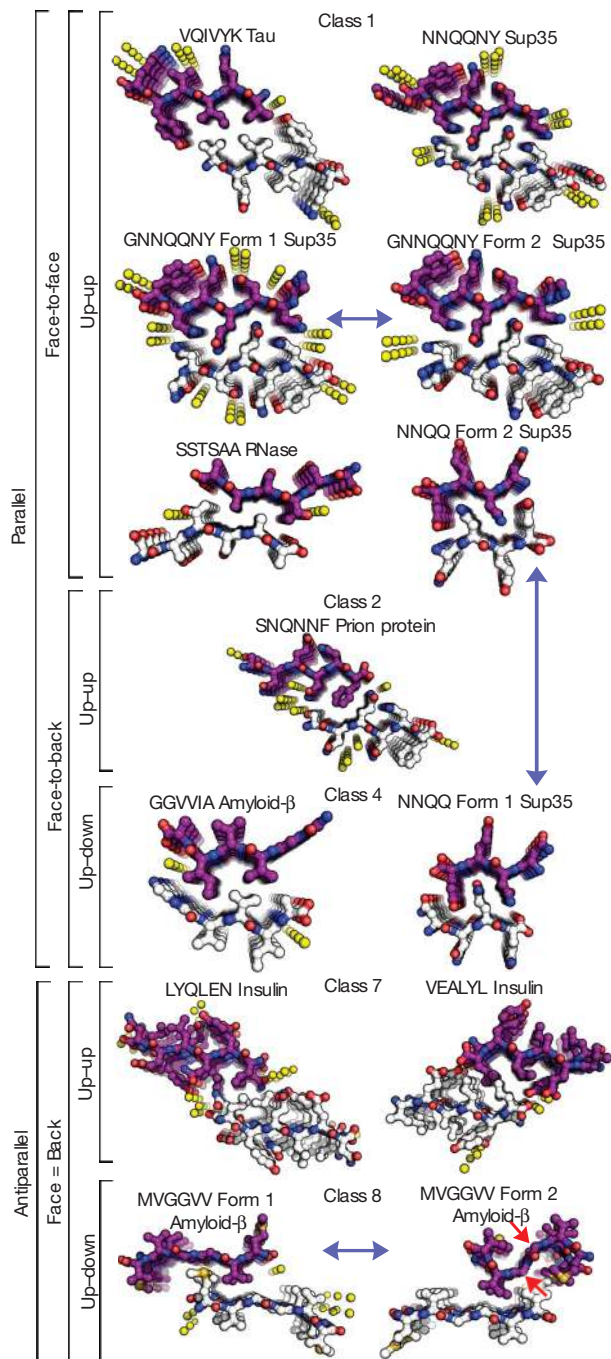 Class 1
VQIVYK Tau
NNQQNY Sup35
GNNQQNY Form 1 Sup35
GNNQQNY Form 2 Sup35
SSTSAA RNase
NNQQ Form 2 Sup35
Class 2
SNQNNF Prion protein
GGVVIA Amyloid-β
Class 4
NNQQ Form 1 Sup35
LYQLEN Insulin
Class 7
VEALYL Insulin
MVGGVV Form 1
Amyloid-β
Class 8
MVGGVV Form 2
Amyloid-β
Parallel
Face-to-face
Up–up
Face-to-back
Up–up
Up–down
Antiparallel
Face = Back
Up–up
Up–down